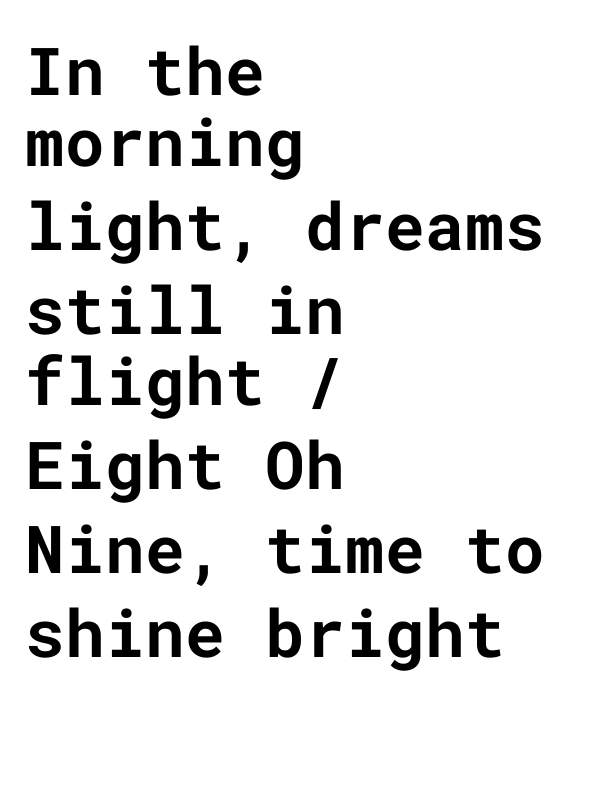 In the
morning
light, dreams
still in
flight /
Eight Oh
Nine, time to
shine bright